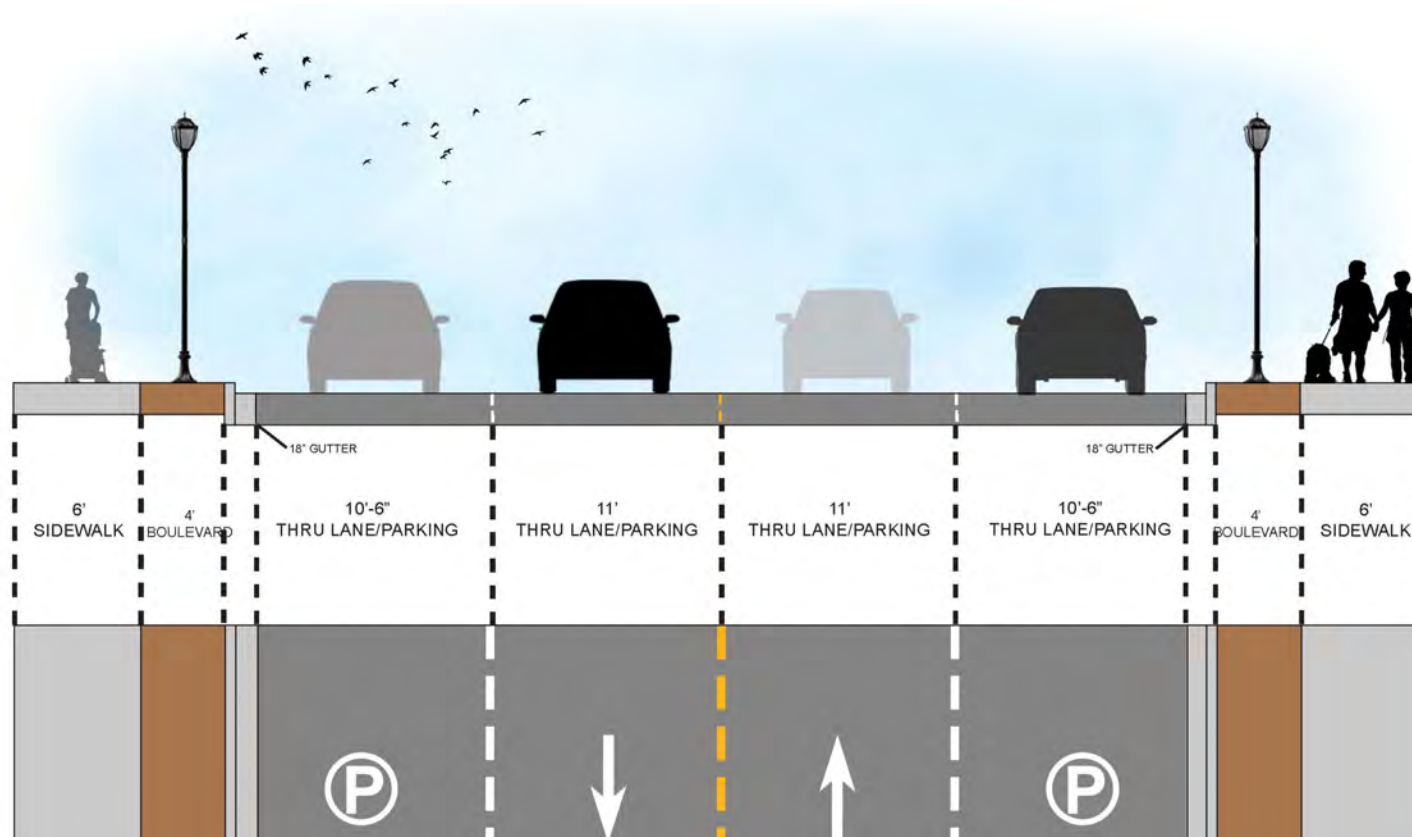 18" GUTTER
18" GUTTER
6'
SIDEWALK
4'
BOULEVARD
10'-6"
THRU LANE/PARKING
11'
THRU LANE/PARKING
11'
THRU LANE/PARKING
10'-6"
THRU LANE/PARKING
4'
BOULEVARD
6'
SIDEWALK
P
P